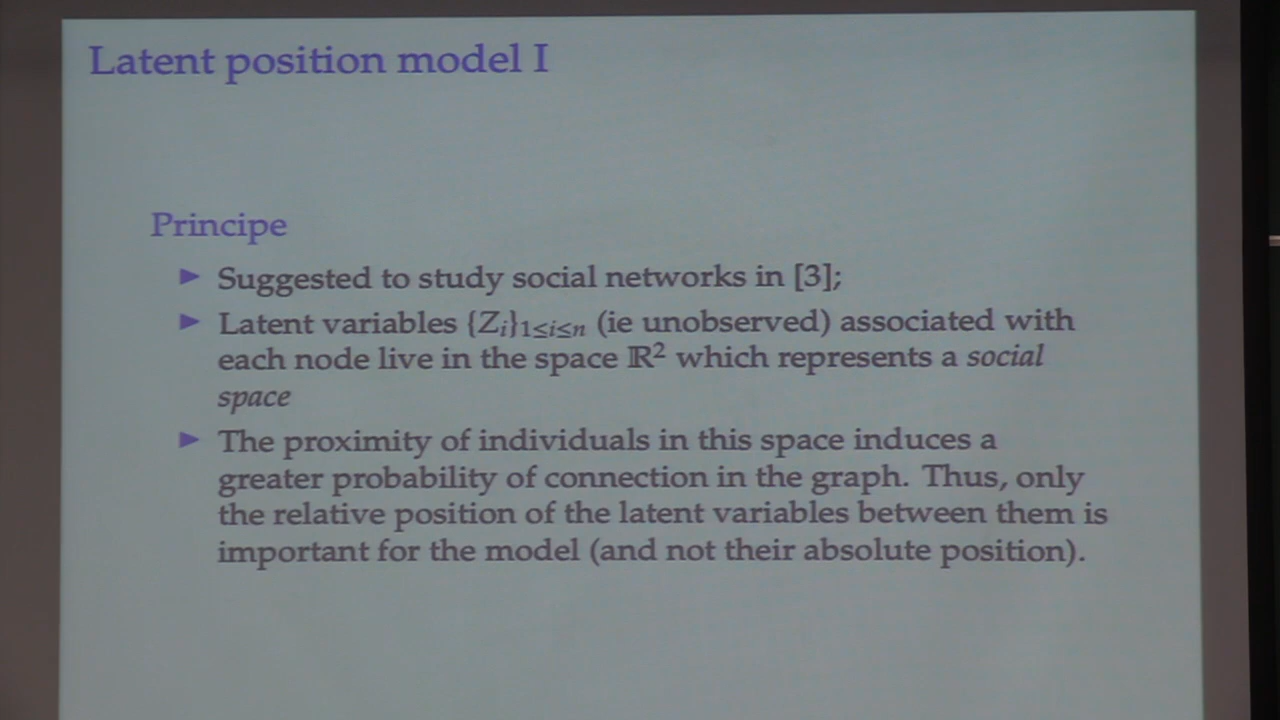 Latent position model I
Principe
▶ Suggested to study social networks in [3];
▶ Latent variables {Z_i}_{1≤i≤n} (ie unobserved) associated with
each node live in the space ℝ² which represents a social
space
▶ The proximity of individuals in this space induces a
greater probability of connection in the graph. Thus, only
the relative position of the latent variables between them is
important for the model (and not their absolute position).